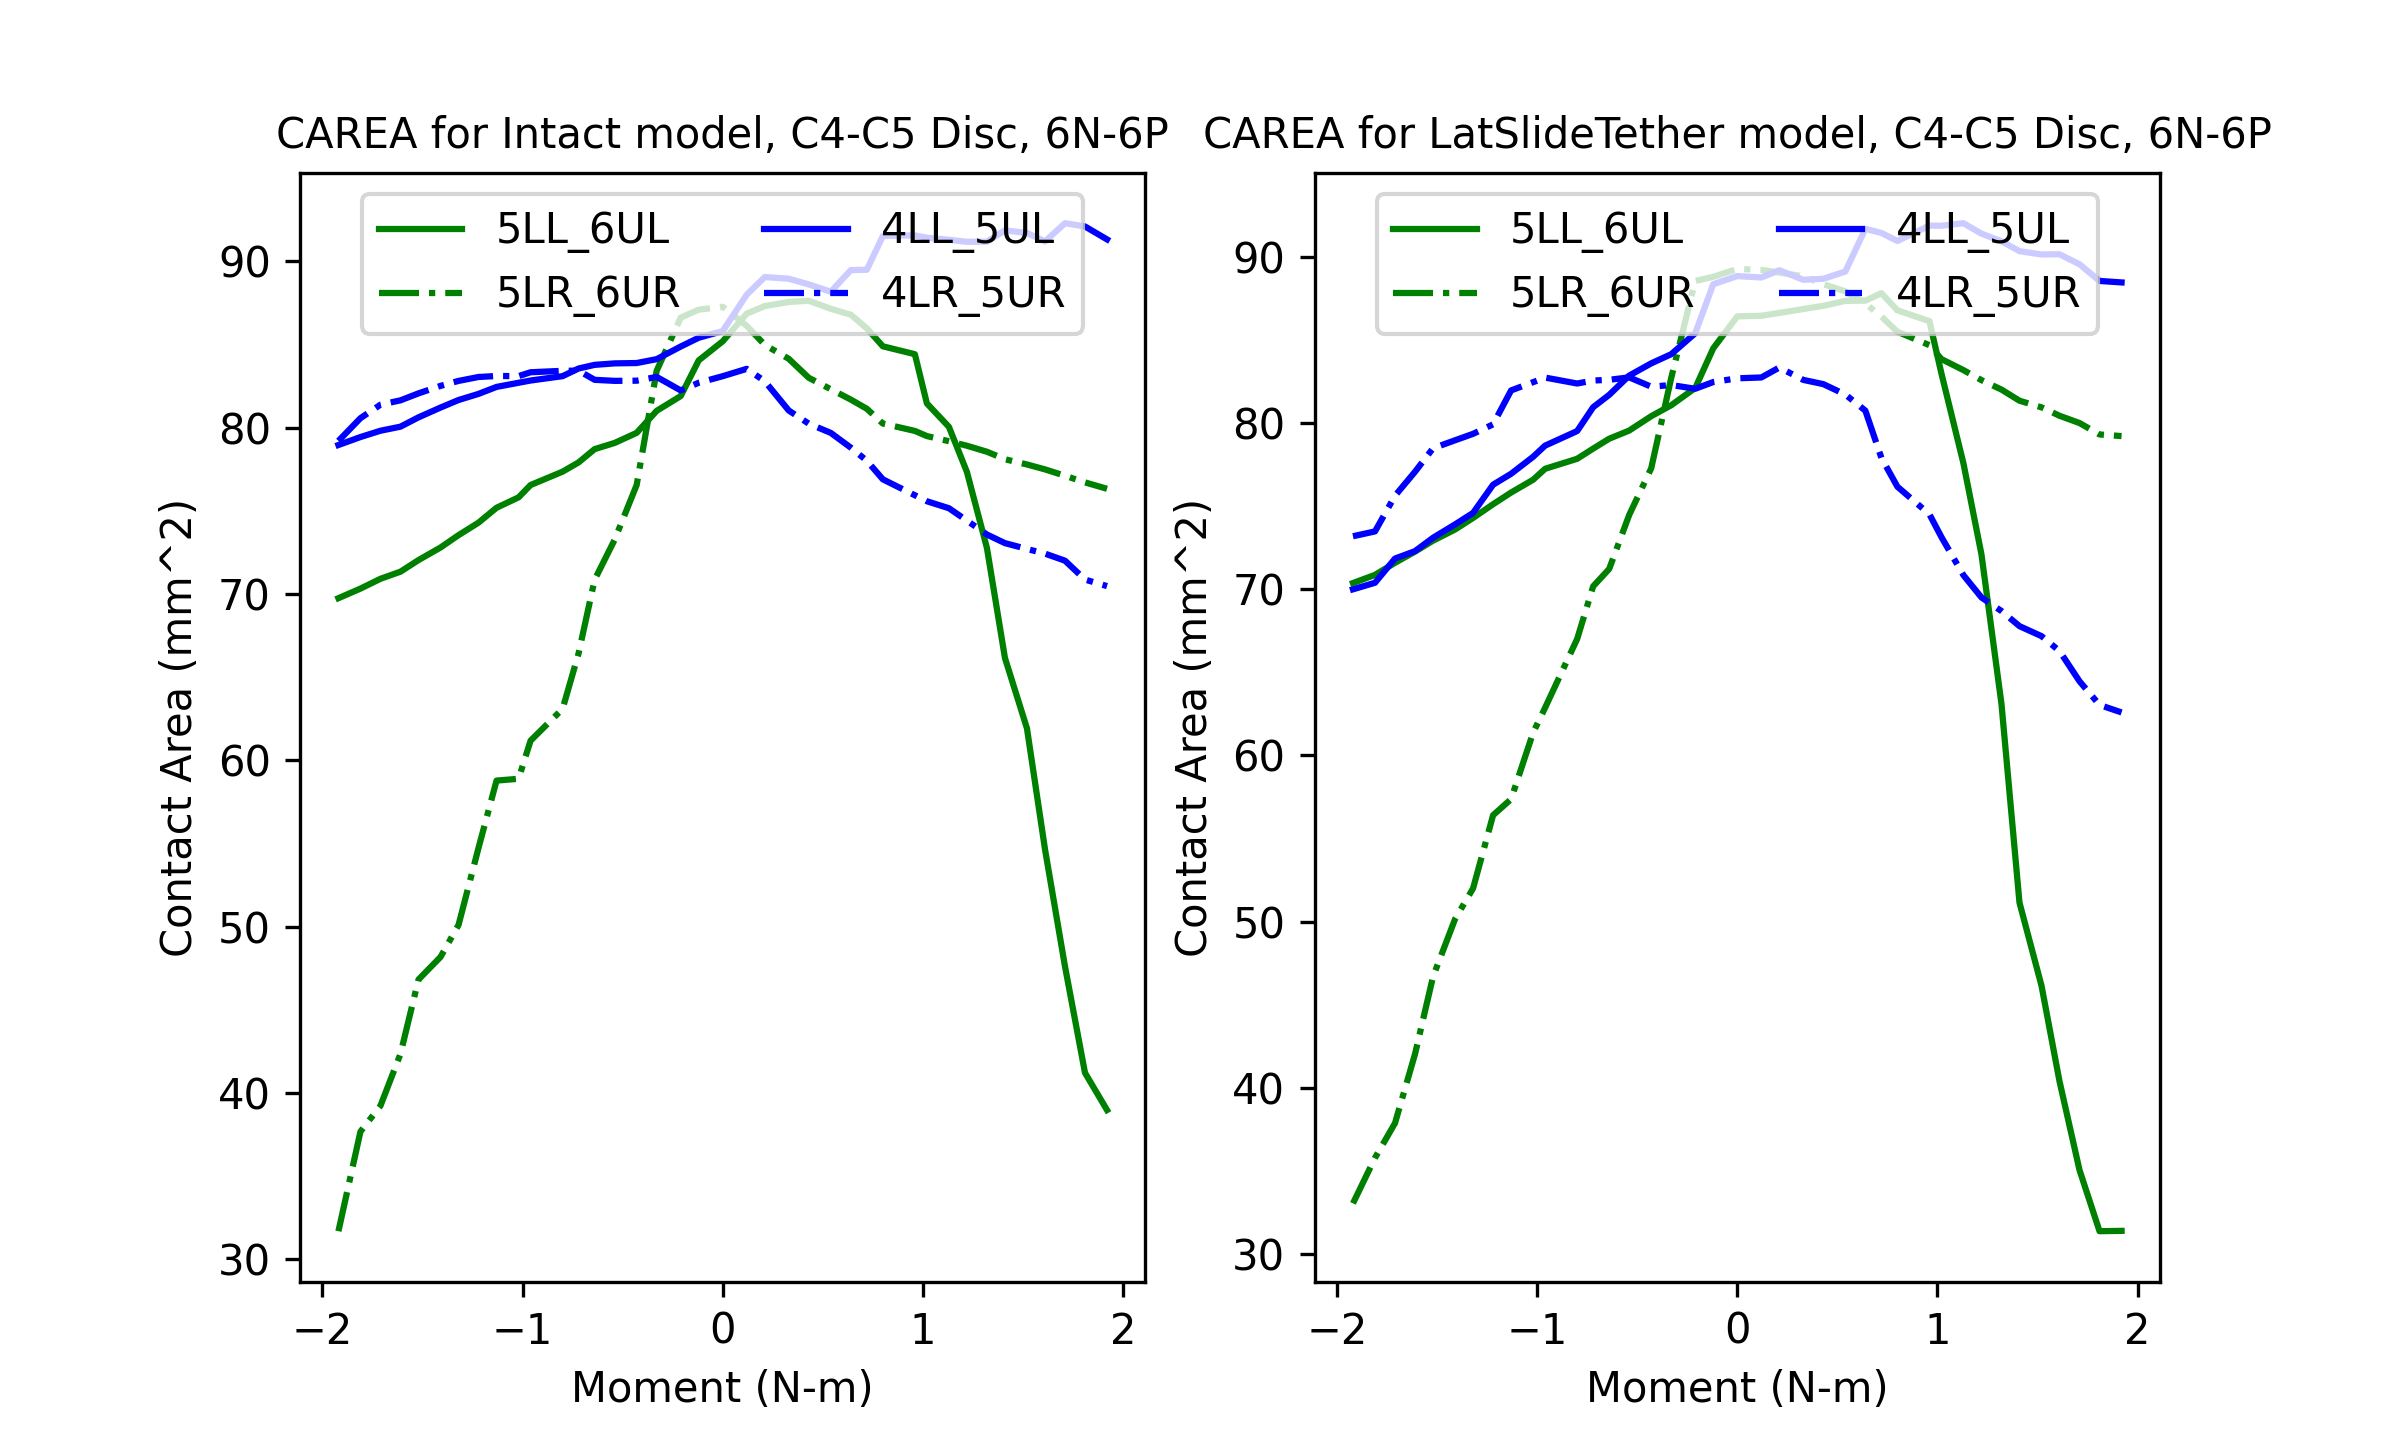 CAREA for Intact model, C4-C5 Disc, 6N-6P
5LL_6UL
4LL_5UL
5LR_6UR
4LR_5UR
90
80
70
60
50
40
30
Contact Area (mm^2)
−2
−1
0
1
2
Moment (N-m)
CAREA for LatSlideTether model, C4-C5 Disc, 6N-6P
5LL_6UL
4LL_5UL
5LR_6UR
4LR_5UR
90
80
70
60
50
40
30
Contact Area (mm^2)
−2
−1
0
1
2
Moment (N-m)